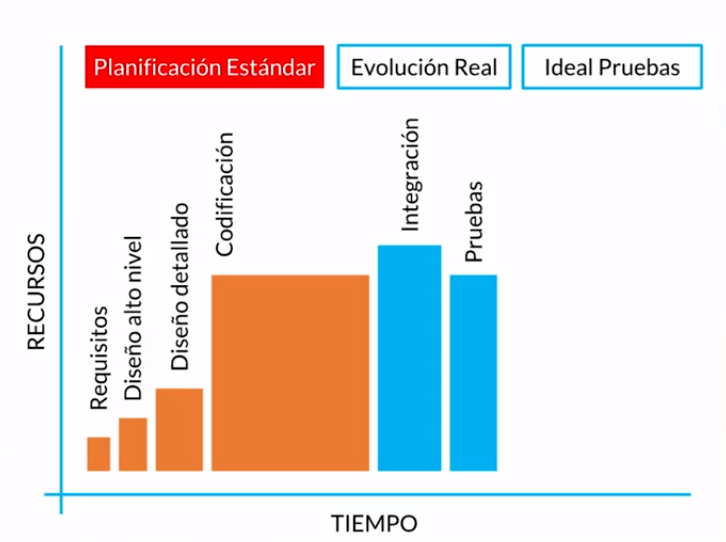 Planificación Estándar
Evolución Real
Ideal Pruebas
RECURSOS
Requisitos
Diseño alto nivel
Diseño detallado
Codificación
Integración
Pruebas
TIEMPO